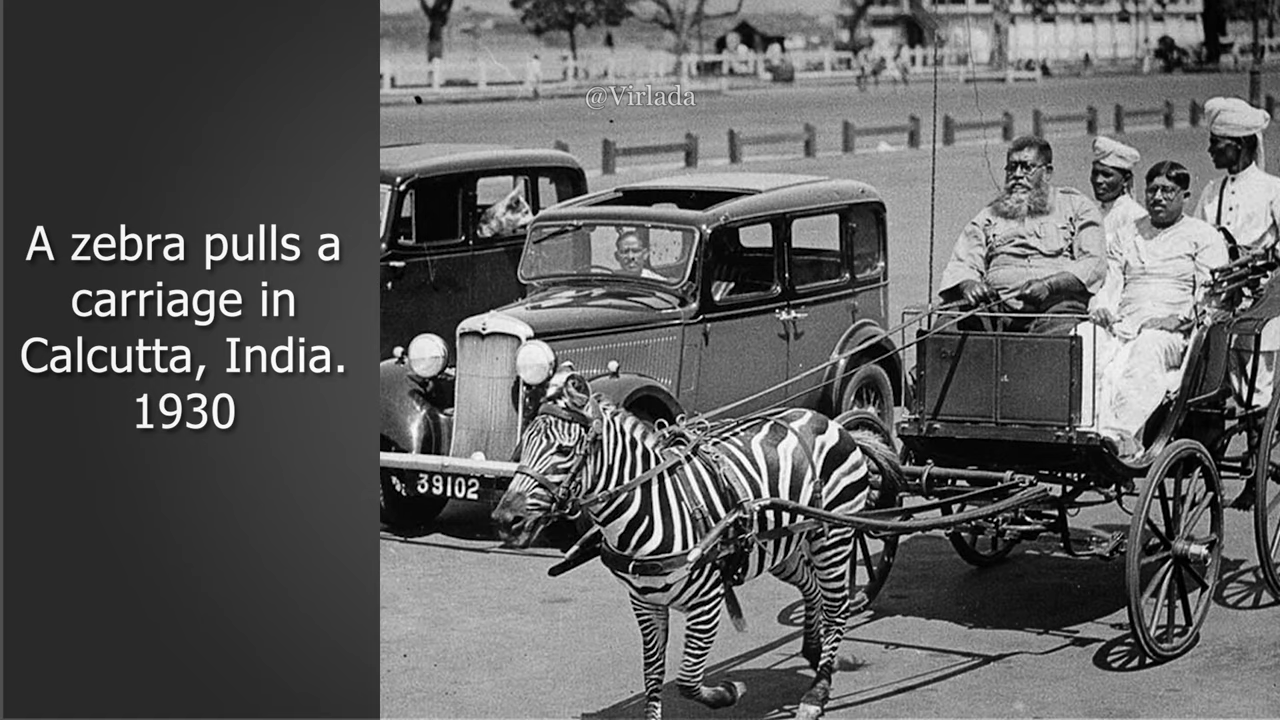 A zebra pulls a
carriage in
Calcutta, India.
1930
@Virlada
39102